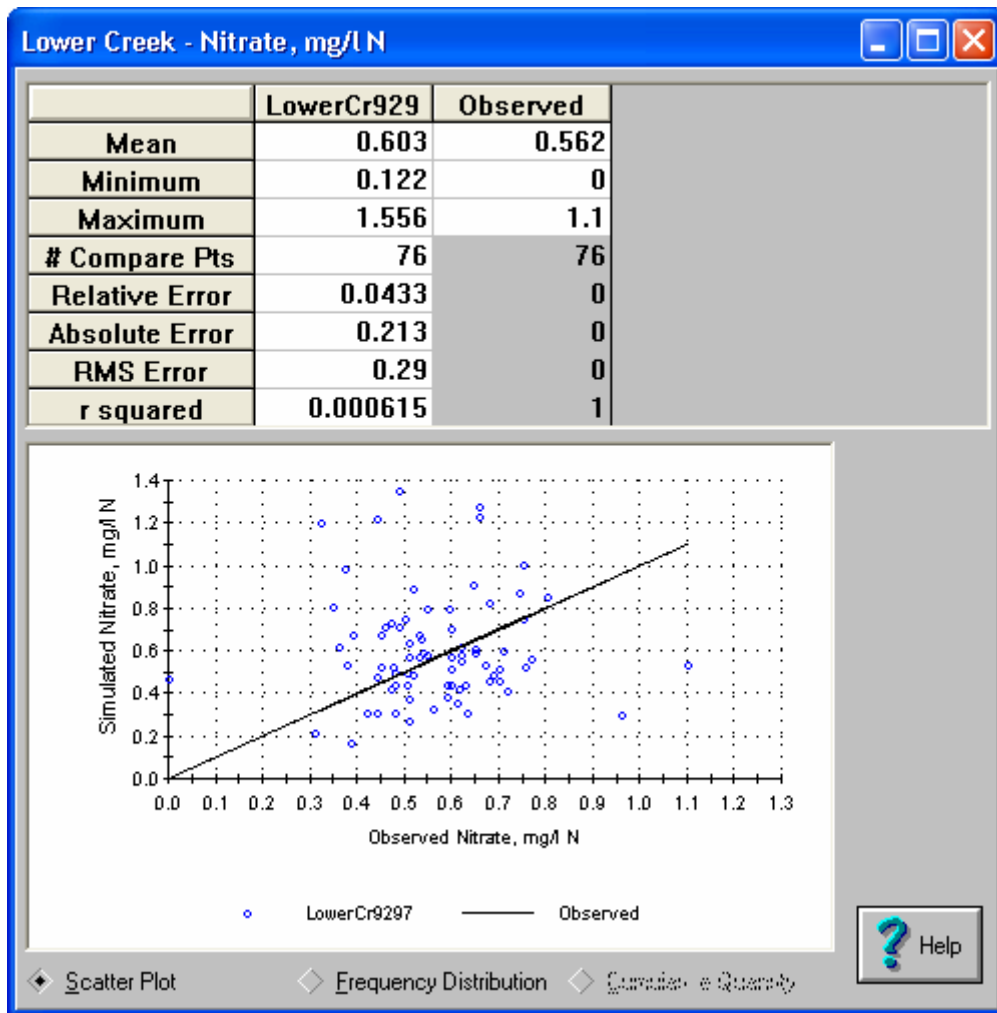 Lower Creek - Nitrate, mg/l N
LowerCr929 Observed
Mean 0.603 0.562
Minimum 0.122 0
Maximum 1.556 1.1
# Compare Pts 76 76
Relative Error 0.0433 0
Absolute Error 0.213 0
RMS Error 0.29 0
r squared 0.000615 1
Simulated Nitrate, mg/l N
1.4
1.2
1.0
0.8
0.6
0.4
0.2
0.0
0.0 0.1 0.2 0.3 0.4 0.5 0.6 0.7 0.8 0.9 1.0 1.1 1.2 1.3
Observed Nitrate, mg/l N
LowerCr9297 Observed
Help
Scatter Plot Frequency Distribution